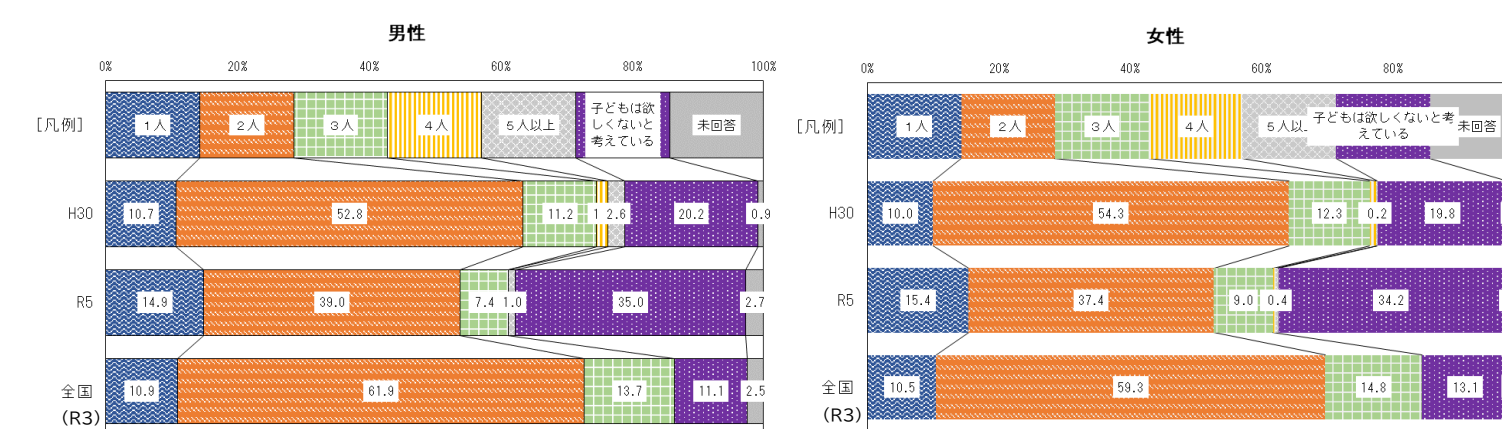 男性
0% 20% 40% 60% 80% 100%
[凡例] 1人 2人 3人 4人 5人以上 子どもは欲
しくないと
考えている 未回答
H30 10.7 52.8 11.2 1 2.6 20.2 0.9
R5 14.9 39.0 7.4 1.0 35.0 2.7
全国
(R3) 10.9 61.9 13.7 11.1 2.5
女性
0% 20% 40% 60% 80%
[凡例] 1人 2人 3人 4人 5人以 子どもは欲しくないと考
えている 未回答
H30 10.0 54.3 12.3 0.2 19.8
R5 15.4 37.4 9.0 0.4 34.2
全国
(R3) 10.5 59.3 14.8 13.1